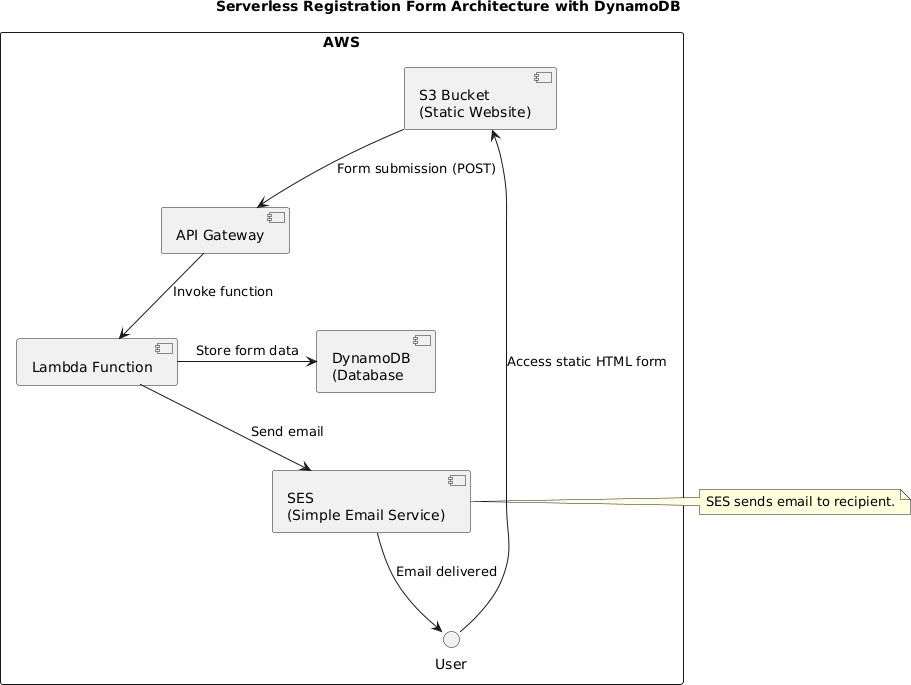 Serverless Registration Form Architecture with DynamoDB
AWS
S3 Bucket
(Static Website)
Form submission (POST)
API Gateway
Invoke function
Lambda Function
Store form data
DynamoDB
(Database
Access static HTML form
Send email
SES
(Simple Email Service)
SES sends email to recipient.
Email delivered
User